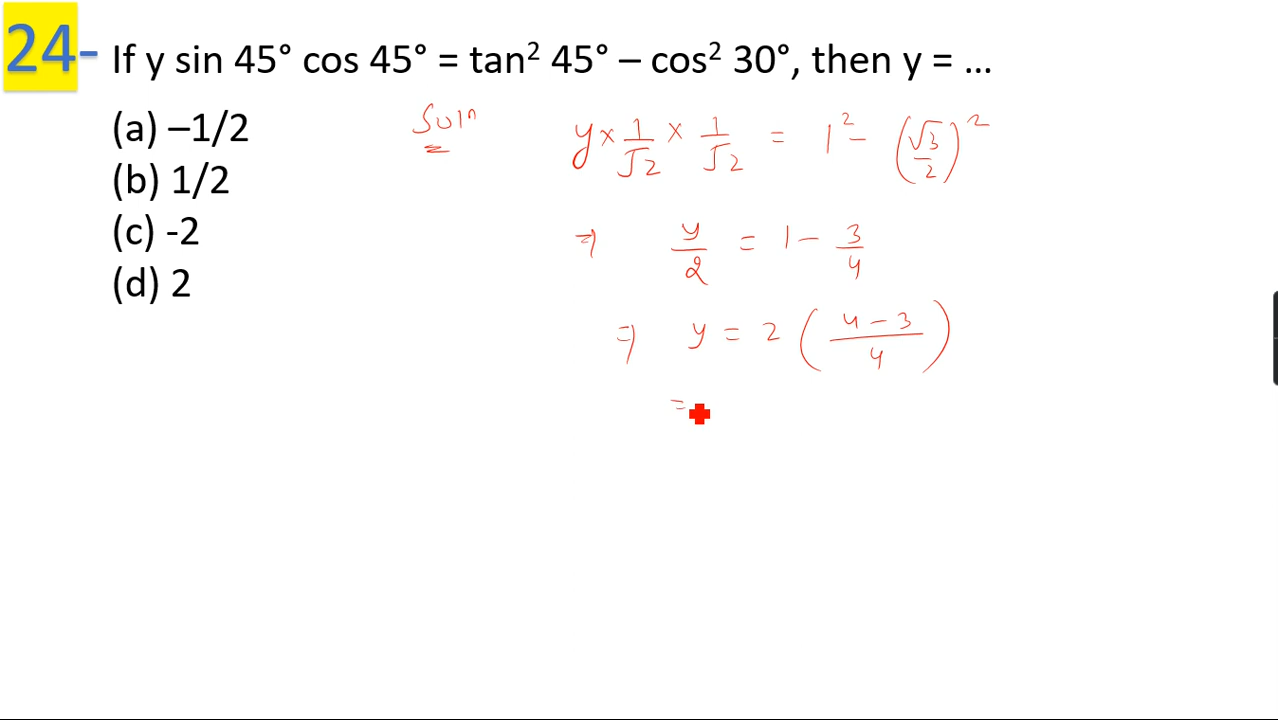 24- If y sin 45° cos 45° = tan² 45° – cos² 30°, then y = ...
(a) –1/2
(b) 1/2
(c) -2
(d) 2
Soln
y × 1/√2 × 1/√2 = 1² - (√3/2)²
⇒ y/2 = 1 - 3/4
⇒ y = 2 (4-3/4)
=